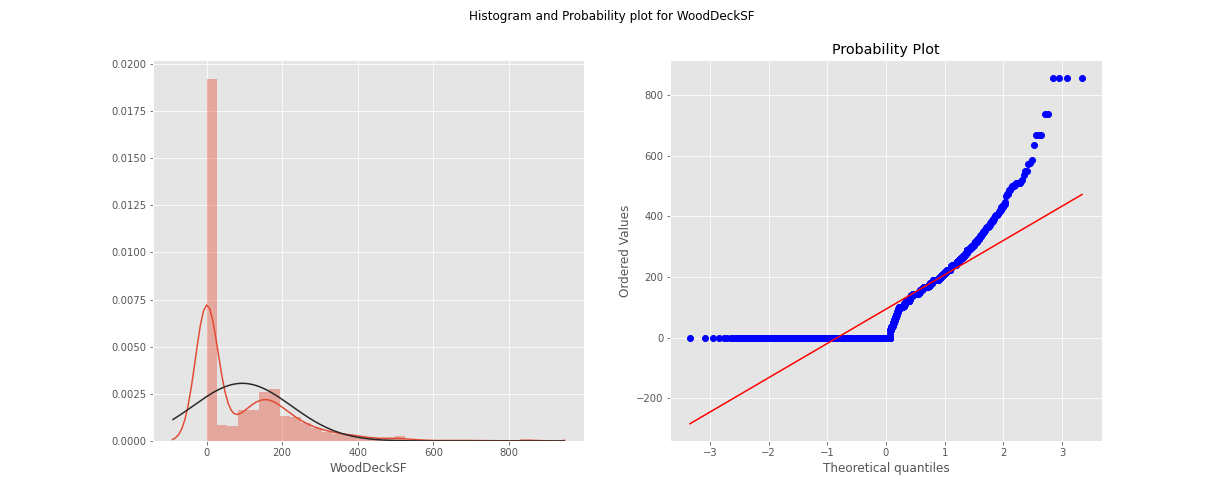 Histogram and Probability plot for WoodDeckSF
0.0200
0.0175
0.0150
0.0125
0.0100
0.0075
0.0050
0.0025
0.0000
0 200 400 600 800
WoodDeckSF
Probability Plot
Ordered Values
800
600
400
200
0
−200
−3 −2 −1 0 1 2 3
Theoretical quantiles